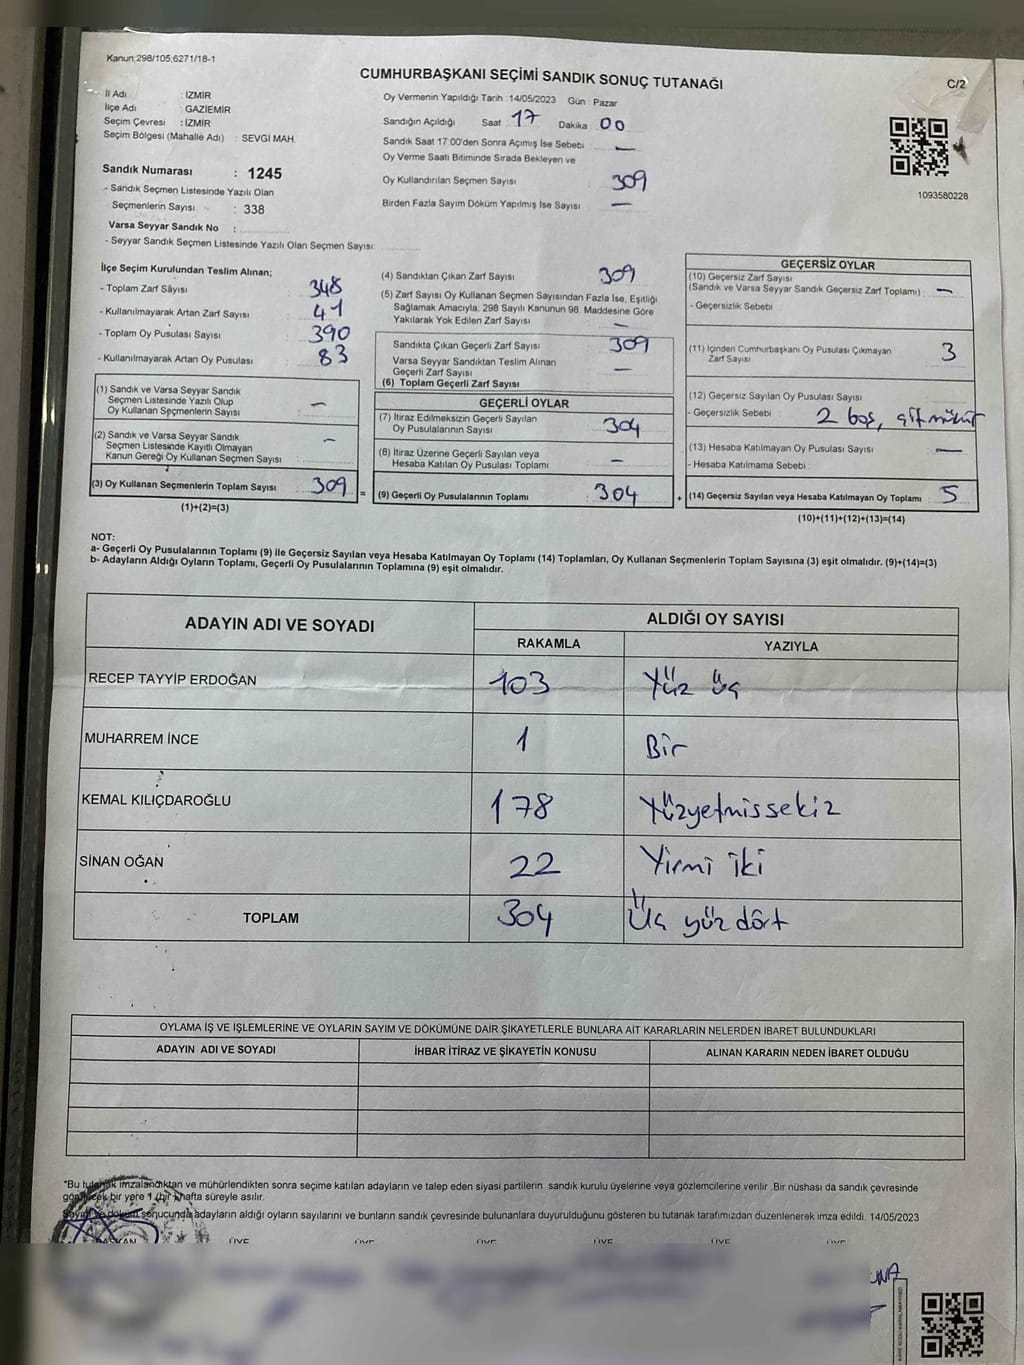 Kanun:298/105;6271/18-1
CUMHURBAŞKANI SEÇİMİ SANDIK SONUÇ TUTANAĞI
C/2
İl Adı : İZMİR
İlçe Adı : GAZİEMİR
Seçim Çevresi : İZMİR
Seçim Bölgesi (Mahalle Adı) : SEVGİ MAH.
Sandık Numarası : 1245
- Sandık Seçmen Listesinde Yazılı Olan
Seçmenlerin Sayısı : 338
Varsa Seyyar Sandık No :
- Seyyar Sandık Seçmen Listesinde Yazılı Olan Seçmen Sayısı:
Oy Vermenin Yapıldığı Tarih :14/05/2023 Gün : Pazar
Sandığın Açıldığı Saat 17 Dakika 00
Sandık Saat 17:00'den Sonra Açımış İse Sebebi —
Oy Verme Saati Bitiminde Sırada Bekleyen ve
Oy Kullandırılan Seçmen Sayısı 309
Birden Fazla Sayım Döküm Yapılmış İse Sayısı —
1093580228
İlçe Seçim Kurulundan Teslim Alınan;
- Toplam Zarf Sayısı 348
- Kullanılmayarak Artan Zarf Sayısı 41
- Toplam Oy Pusulası Sayısı 390
- Kullanılmayarak Artan Oy Pusulası 83
(1) Sandık ve Varsa Seyyar Sandık
Seçmen Listesinde Yazılı Olup
Oy Kullanan Seçmenlerin Sayısı —
(2) Sandık ve Varsa Seyyar Sandık
Seçmen Listesinde Kayıtlı Olmayan
Kanun Gereği Oy Kullanan Seçmen Sayısı —
(3) Oy Kullanan Seçmenlerin Toplam Sayısı 309 =
(1)+(2)=(3)
(4) Sandıktan Çıkan Zarf Sayısı 309
(5) Zarf Sayısı Oy Kullanan Seçmen Sayısından Fazla İse, Eşitliği
Sağlamak Amacıyla, 298 Sayılı Kanunun 98. Maddesine Göre
Yakılarak Yok Edilen Zarf Sayısı —
Sandıkta Çıkan Geçerli Zarf Sayısı 309
Varsa Seyyar Sandıktan Teslim Alınan
Geçerli Zarf Sayısı —
(6) Toplam Geçerli Zarf Sayısı
GEÇERLİ OYLAR
(7) İtiraz Edilmeksizin Geçerli Sayılan
Oy Pusulalarının Sayısı 304
(8) İtiraz Üzerine Geçerli Sayılan veya
Hesaba Katılan Oy Pusulası Toplamı —
(9) Geçerli Oy Pusulalarının Toplamı 304 +
GEÇERSİZ OYLAR
(10) Geçersiz Zarf Sayısı
(Sandık ve Varsa Seyyar Sandık Geçersiz Zarf Toplamı) : —
- Geçersizlik Sebebi
(11) İçinden Cumhurbaşkanı Oy Pusulası Çıkmayan
Zarf Sayısı 3
(12) Geçersiz Sayılan Oy Pusulası Sayısı
- Geçersizlik Sebebi : 2 boş, çift mühür
(13) Hesaba Katılmayan Oy Pusulası Sayısı —
- Hesaba Katılmama Sebebi
(14) Geçersiz Sayılan veya Hesaba Katılmayan Oy Toplamı 5
(10)+(11)+(12)+(13)=(14)
NOT:
a- Geçerli Oy Pusulalarının Toplamı (9) ile Geçersiz Sayılan veya Hesaba Katılmayan Oy Toplamı (14) Toplamları, Oy Kullanan Seçmenlerin Toplam Sayısına (3) eşit olmalıdır. (9)+(14)=(3)
b- Adayların Aldığı Oyların Toplamı, Geçerli Oy Pusulalarının Toplamına (9) eşit olmalıdır.
ADAYIN ADI VE SOYADI ALDIĞI OY SAYISI
RAKAMLA YAZIYLA
RECEP TAYYİP ERDOĞAN 103 Yüz üç
MUHARREM İNCE 1 Bir
KEMAL KILIÇDAROĞLU 178 Yüzyetmissekiz
SİNAN OĞAN 22 Yirmi iki
TOPLAM 304 Üç yüz dört
OYLAMA İŞ VE İŞLEMLERİNE VE OYLARIN SAYIM VE DÖKÜMÜNE DAİR ŞİKAYETLERLE BUNLARA AİT KARARLARIN NELERDEN İBARET BULUNDUKLARI
ADAYIN ADI VE SOYADI İHBAR İTİRAZ VE ŞİKAYETİN KONUSU ALINAN KARARIN NEDEN İBARET OLDUĞU
*Bu tutanak imzalandıktan ve mühürlendikten sonra seçime katılan adayların ve talep eden siyasi partilerin sandık kurulu üyelerine veya gözlemcilerine verilir .Bir nüshası da sandık çevresinde
görülecek bir yere 1 (bir) hafta süreyle asılır.
Sayım ve döküm sonucunda adayların aldığı oyların sayılarını ve bunların sandık çevresinde bulunanlara duyurulduğunu gösteren bu tutanak tarafımızdan düzenlenerek imza edildi. 14/05/2023
BAŞKAN ÜYE ÜYE ÜYE ÜYE ÜYE ÜYE